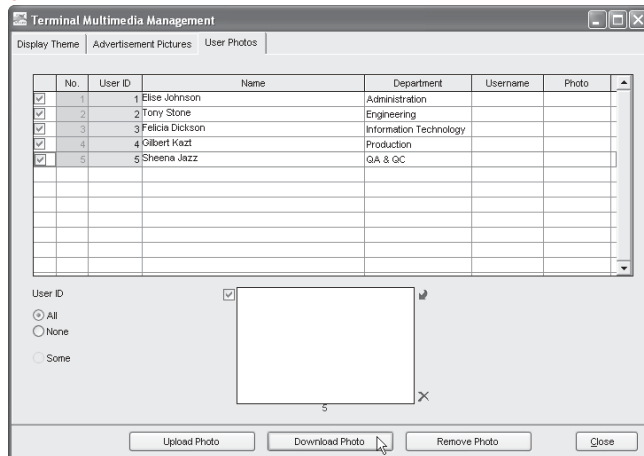 Terminal Multimedia Management
Display Theme Advertisement Pictures User Photos
No. User ID Name Department Username Photo
1 1 Elise Johnson Administration
2 2 Tony Stone Engineering
3 3 Felicia Dickson Information Technology
4 4 Gilbert Kazt Production
5 5 Sheena Jazz QA & QC
User ID
All
None
Some
5
Upload Photo Download Photo Remove Photo Close